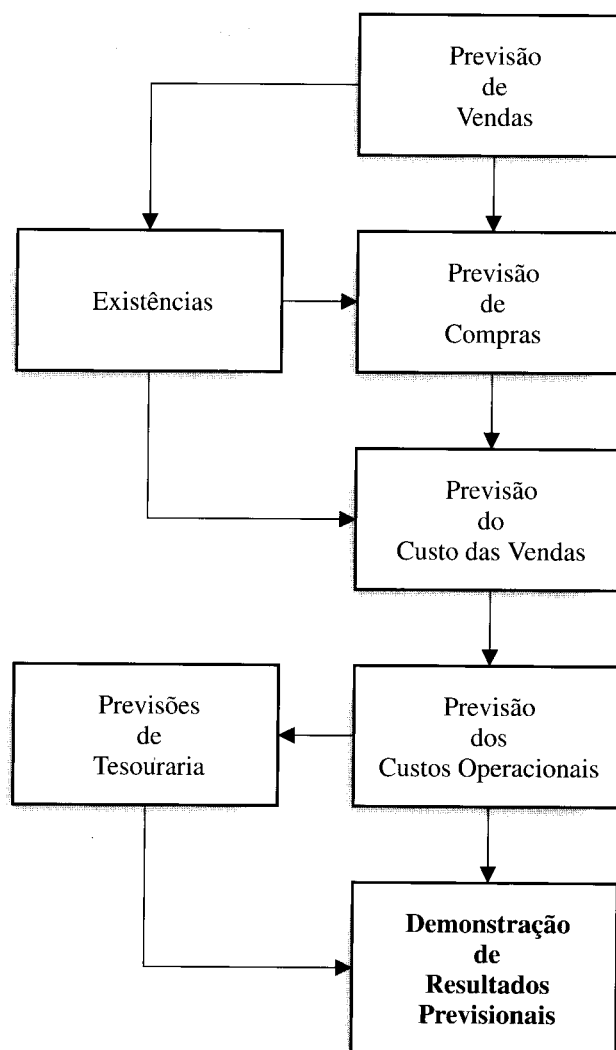 Previsão
de
Vendas
Existências
Previsão
de
Compras
Previsão
do
Custo das Vendas
Previsões
de
Tesouraria
Previsão
dos
Custos Operacionais
Demonstração
de
Resultados
Previsionais